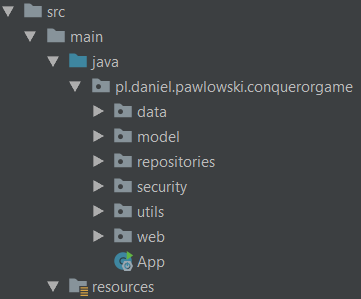 src
main
java
pl.daniel.pawlowski.conquerorgame
data
model
repositories
security
utils
web
App
resources